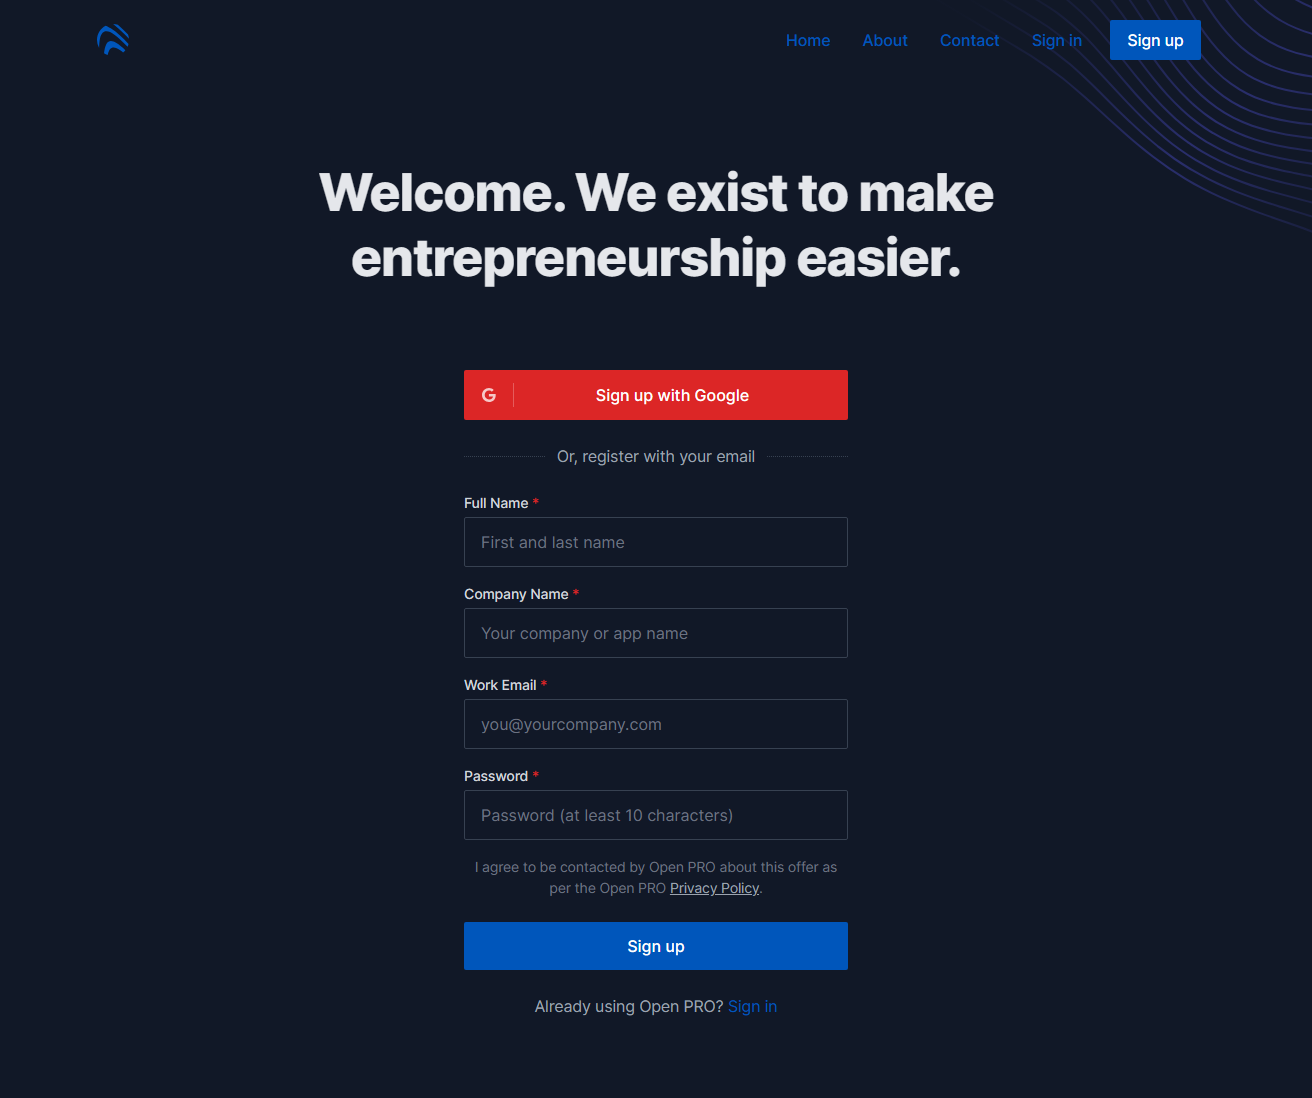 Home About Contact Sign in Sign up
Welcome. We exist to make
entrepreneurship easier.
G Sign up with Google
Or, register with your email
Full Name *
First and last name
Company Name *
Your company or app name
Work Email *
you@yourcompany.com
Password *
Password (at least 10 characters)
I agree to be contacted by Open PRO about this offer as
per the Open PRO Privacy Policy.
Sign up
Already using Open PRO? Sign in